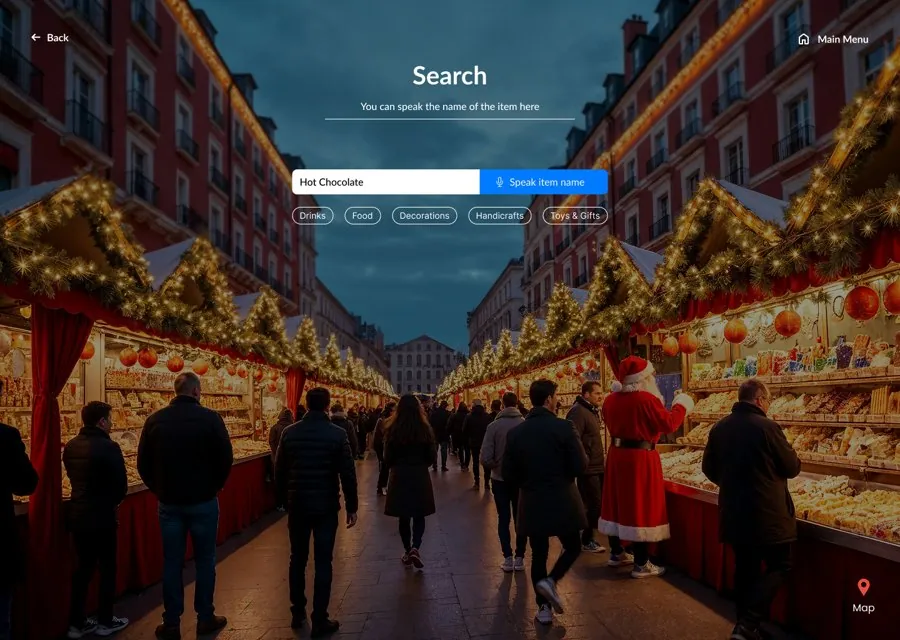 Back
Main Menu
Search
You can speak the name of the item here
Hot Chocolate
Speak item name
Drinks
Food
Decorations
Handicrafts
Toys & Gifts
Map